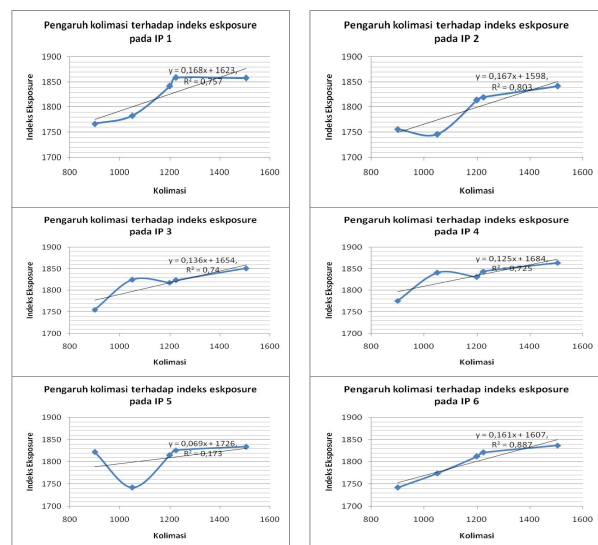 Pengaruh kolimasi terhadap indeks eskposure
pada IP 1
1900
1850
1800
1750
1700
y = 0,168x + 1623,
R² = 0,757
Indeks Eksposure
800 1000 1200 1400 1600
Kolimasi
Pengaruh kolimasi terhadap indeks eskposure
pada IP 2
1900
1850
1800
1750
1700
y = 0,167x + 1598,
R² = 0,803
Indeks Eksposure
800 1000 1200 1400 1600
Kolimasi
Pengaruh kolimasi terhadap indeks eskposure
pada IP 3
1900
1850
1800
1750
1700
y = 0,136x + 1654,
R² = 0,74
Indeks Eksposure
800 1000 1200 1400 1600
Kolimasi
Pengaruh kolimasi terhadap indeks eskposure
pada IP 4
1900
1850
1800
1750
1700
y = 0,125x + 1684,
R² = 0,725
Indeks Eksposure
800 1000 1200 1400 1600
Kolimasi
Pengaruh kolimasi terhadap indeks eskposure
pada IP 5
1900
1850
1800
1750
1700
y = 0,069x + 1726,
R² = 0,173
Indeks Eksposure
800 1000 1200 1400 1600
Kolimasi
Pengaruh kolimasi terhadap indeks eskposure
pada IP 6
1900
1850
1800
1750
1700
y = 0,161x + 1607,
R² = 0,887
Indeks Eksposure
800 1000 1200 1400 1600
Kolimasi